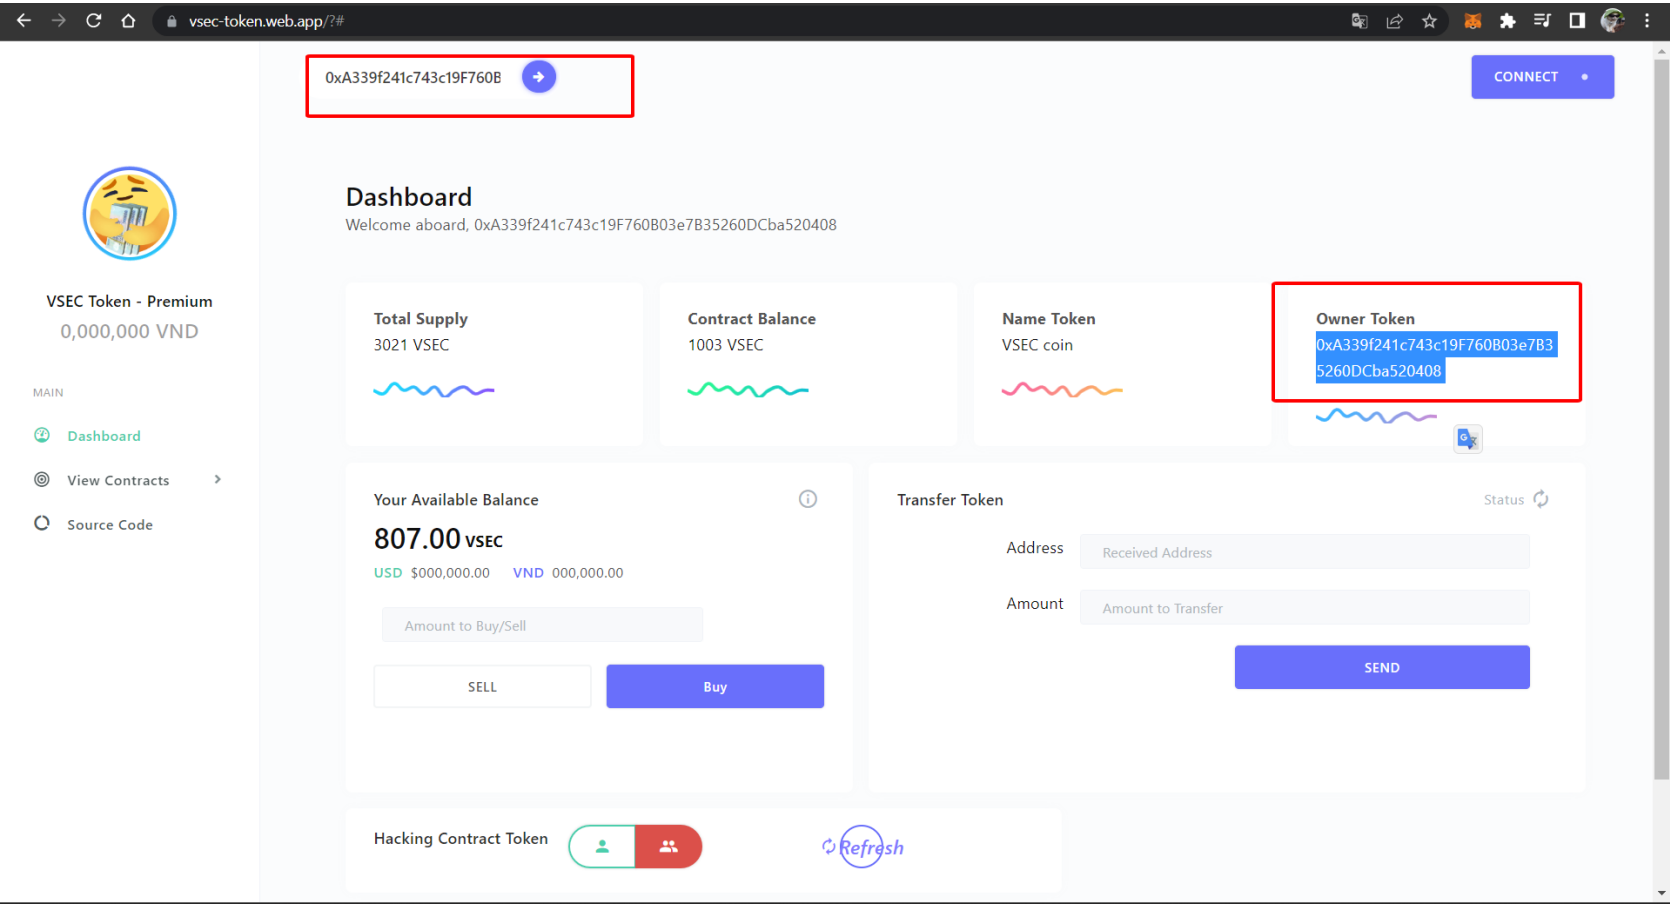 vsec-token.web.app/?#
0xA339f241c743c19F760B
CONNECT
VSEC Token - Premium
0,000,000 VND
MAIN
Dashboard
View Contracts
Source Code
Dashboard
Welcome aboard, 0xA339f241c743c19F760B03e7B35260DCba520408
Total Supply
3021 VSEC
Contract Balance
1003 VSEC
Name Token
VSEC coin
Owner Token
0xA339f241c743c19F760B03e7B3
5260DCba520408
Your Available Balance
807.00 VSEC
USD $000,000.00 VND 000,000.00
Amount to Buy/Sell
SELL Buy
Transfer Token
Status
Address Received Address
Amount Amount to Transfer
SEND
Hacking Contract Token
Refresh